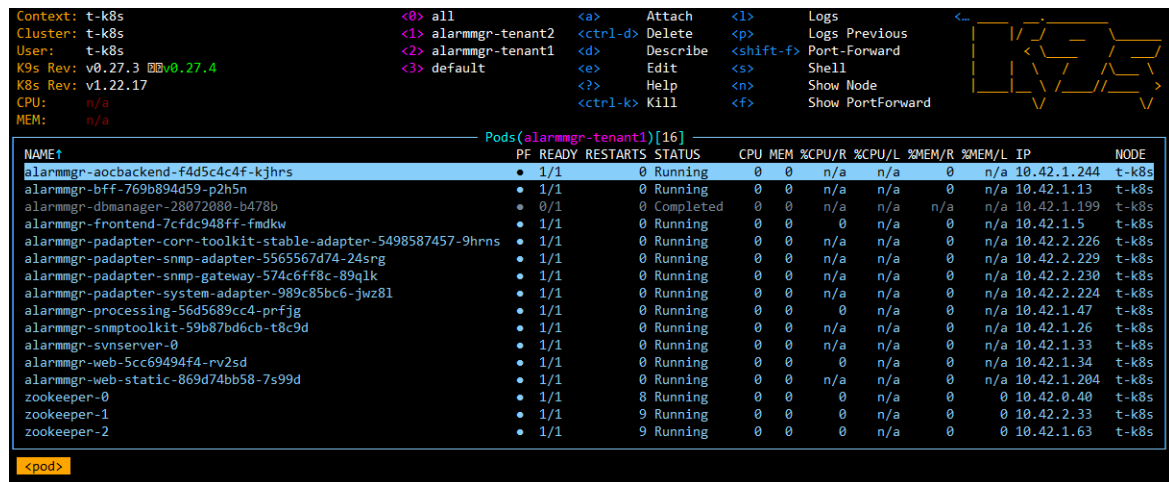 Context: t-k8s <0> all <a> Attach <l> Logs <…
Cluster: t-k8s <1> alarmmgr-tenant2 <ctrl-d> Delete <p> Logs Previous
User: t-k8s <2> alarmmgr-tenant1 <d> Describe <shift-f> Port-Forward
K9s Rev: v0.27.3 v0.27.4 <3> default <e> Edit <s> Shell
K8s Rev: v1.22.17 <?> Help <n> Show Node
CPU: n/a <ctrl-k> Kill <f> Show PortForward
MEM: n/a
Pods(alarmmgr-tenant1)[16]
NAME↑ PF READY RESTARTS STATUS CPU MEM %CPU/R %CPU/L %MEM/R %MEM/L IP NODE
alarmmgr-aocbackend-f4d5c4c4f-kjhrs ● 1/1 0 Running 0 0 n/a n/a 0 n/a 10.42.1.244 t-k8s
alarmmgr-bff-769b894d59-p2h5n ● 1/1 0 Running 0 0 n/a n/a 0 n/a 10.42.1.13 t-k8s
alarmmgr-dbmanager-28072080-b478b ● 0/1 0 Completed 0 0 n/a n/a n/a n/a 10.42.1.199 t-k8s
alarmmgr-frontend-7cfdc948ff-fmdkw ● 1/1 0 Running 0 0 0 n/a 0 n/a 10.42.1.5 t-k8s
alarmmgr-padapter-corr-toolkit-stable-adapter-5498587457-9hrns ● 1/1 0 Running 0 0 n/a n/a 0 n/a 10.42.2.226 t-k8s
alarmmgr-padapter-snmp-adapter-5565567d74-24srg ● 1/1 0 Running 0 0 n/a n/a 0 n/a 10.42.2.229 t-k8s
alarmmgr-padapter-snmp-gateway-574c6ff8c-89qlk ● 1/1 0 Running 0 0 n/a n/a 0 n/a 10.42.2.230 t-k8s
alarmmgr-padapter-system-adapter-989c85bc6-jwz8l ● 1/1 0 Running 0 0 n/a n/a 0 n/a 10.42.2.224 t-k8s
alarmmgr-processing-56d5689cc4-prfjg ● 1/1 0 Running 0 0 0 n/a 0 n/a 10.42.1.47 t-k8s
alarmmgr-snmptoolkit-59b87bd6cb-t8c9d ● 1/1 0 Running 0 0 n/a n/a 0 n/a 10.42.1.26 t-k8s
alarmmgr-svnserver-0 ● 1/1 0 Running 0 0 n/a n/a 0 n/a 10.42.1.33 t-k8s
alarmmgr-web-5cc69494f4-rv2sd ● 1/1 0 Running 0 0 0 n/a 0 n/a 10.42.1.34 t-k8s
alarmmgr-web-static-869d74bb58-7s99d ● 1/1 0 Running 0 0 n/a n/a 0 n/a 10.42.1.204 t-k8s
zookeeper-0 ● 1/1 8 Running 0 0 0 n/a 0 0 10.42.0.40 t-k8s
zookeeper-1 ● 1/1 9 Running 0 0 0 n/a 0 0 10.42.2.33 t-k8s
zookeeper-2 ● 1/1 9 Running 0 0 0 n/a 0 0 10.42.1.63 t-k8s
<pod>